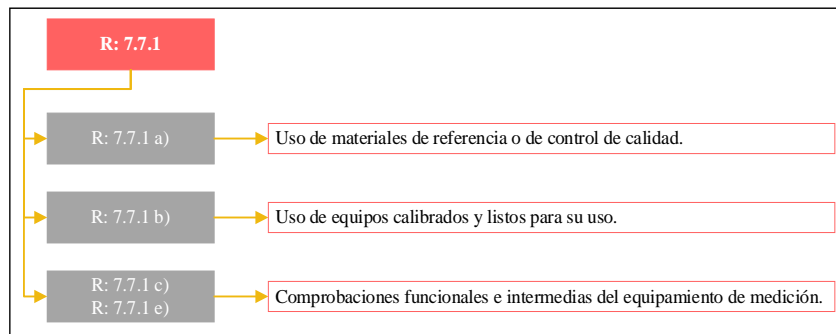 R: 7.7.1
R: 7.7.1 a)
Uso de materiales de referencia o de control de calidad.
R: 7.7.1 b)
Uso de equipos calibrados y listos para su uso.
R: 7.7.1 c)
R: 7.7.1 e)
Comprobaciones funcionales e intermedias del equipamiento de medición.